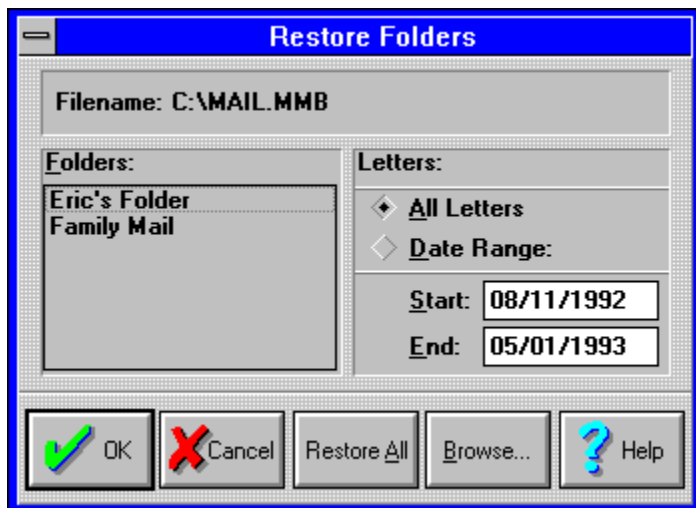 Restore Folders
Filename: C:\MAIL.MMB
Folders:
Eric's Folder
Family Mail
Letters:
All Letters
Date Range:
Start: 08/11/1992
End: 05/01/1993
OK
Cancel
Restore All
Browse...
Help